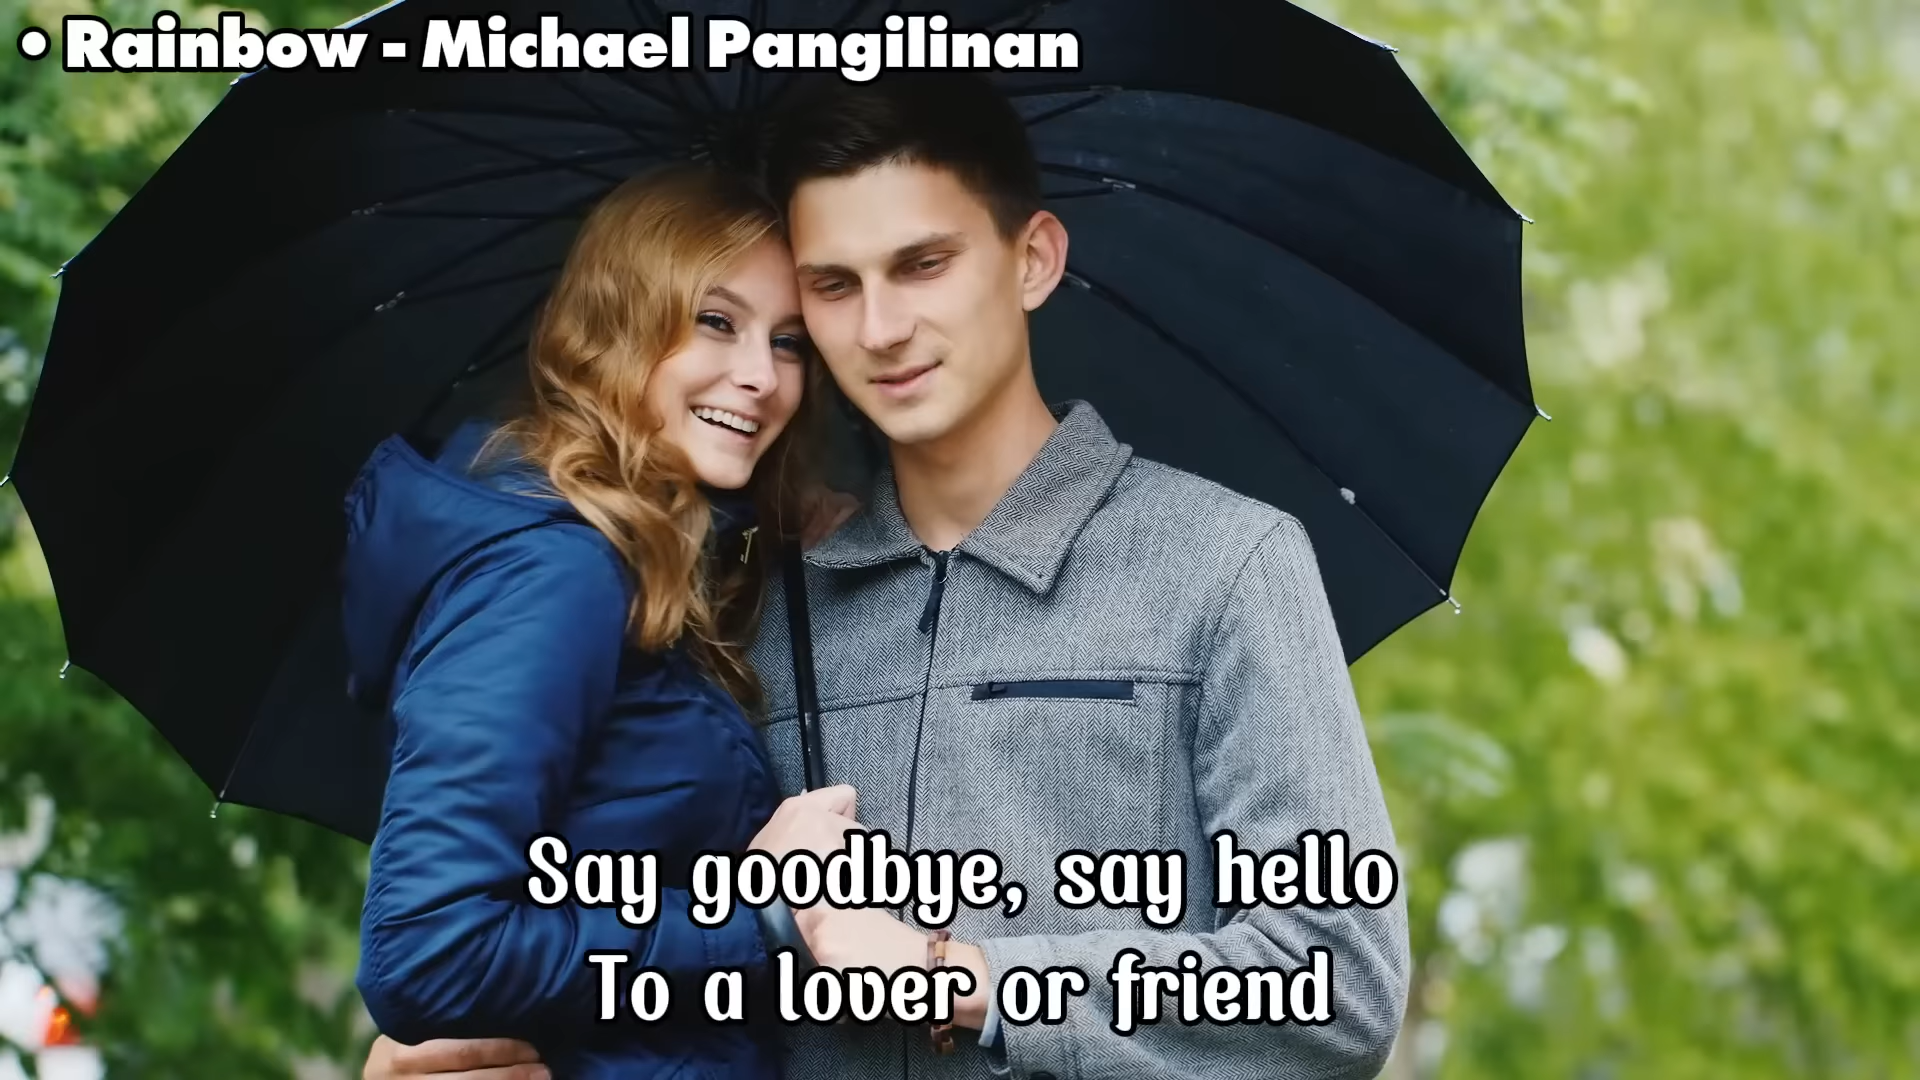 • Rainbow - Michael Pangilinan
Say goodbye, say hello
To a lover or friend